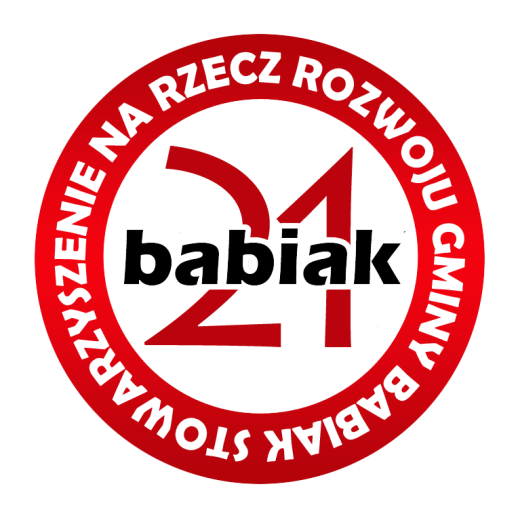 STOWARZYSZENIE NA RZECZ ROZWOJU GMINY BABIAK
21
babiak